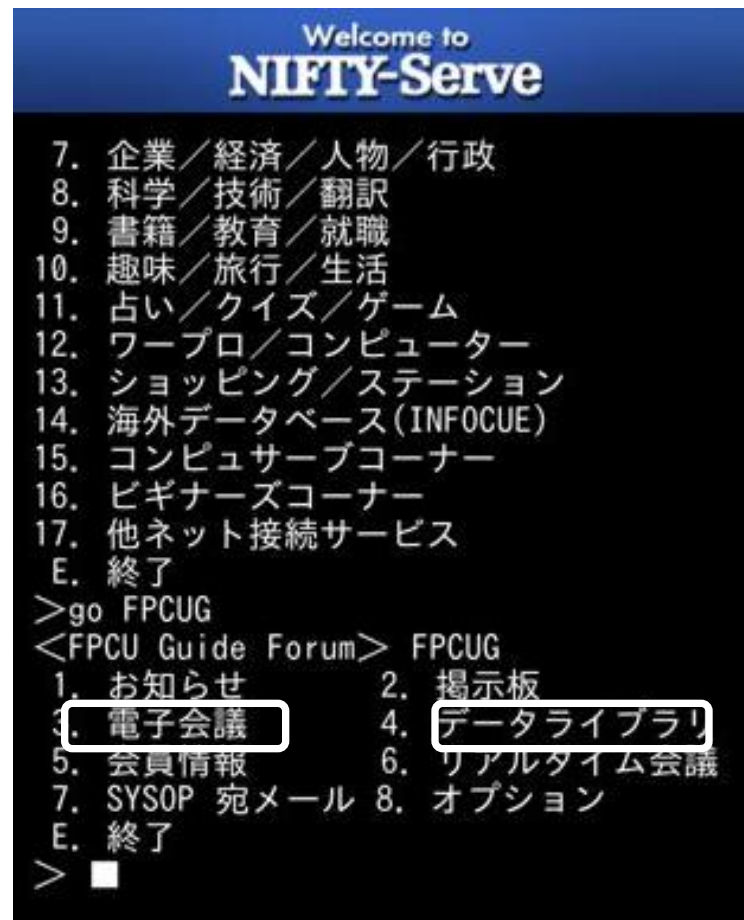 Welcome to
NIFTY-Serve
7. 企業／経済／人物／行政
8. 科学／技術／翻訳
9. 書籍／教育／就職
10. 趣味／旅行／生活
11. 占い／クイズ／ゲーム
12. ワープロ／コンピューター
13. ショッピング／ステーション
14. 海外データベース(INFOCUE)
15. コンピュサーブコーナー
16. ビギナーズコーナー
17. 他ネット接続サービス
E. 終了
>go FPCUG
<FPCU Guide Forum> FPCUG
1. お知らせ 2. 掲示板
3. 電子会議 4. データライブラリ
5. 会員情報 6. リアルタイム会議
7. SYSOP 宛メール 8. オプション
E. 終了
>